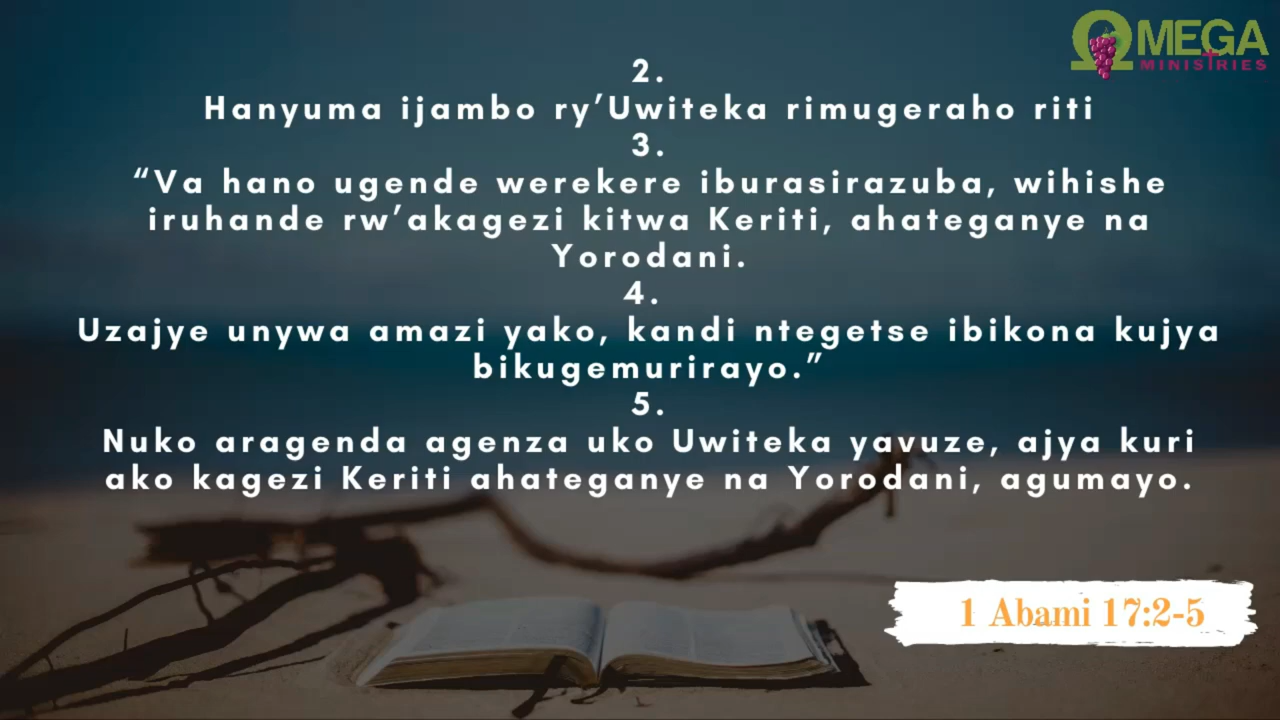 ΩMEGA
MINISTRIES
2.
Hanyuma ijambo ry’Uwiteka rimugeraho riti
3.
“Va hano ugende werekere iburasirazuba, wihishe
iruhande rw’akagezi kitwa Keriti, ahateganye na
Yorodani.
4.
Uzajye unywa amazi yako, kandi ntegetse ibikona kujya
bikugemurirayo.”
5.
Nuko aragenda agenza uko Uwiteka yavuze, ajya kuri
ako kagezi Keriti ahateganye na Yorodani, agumayo.
1 Abami 17:2-5